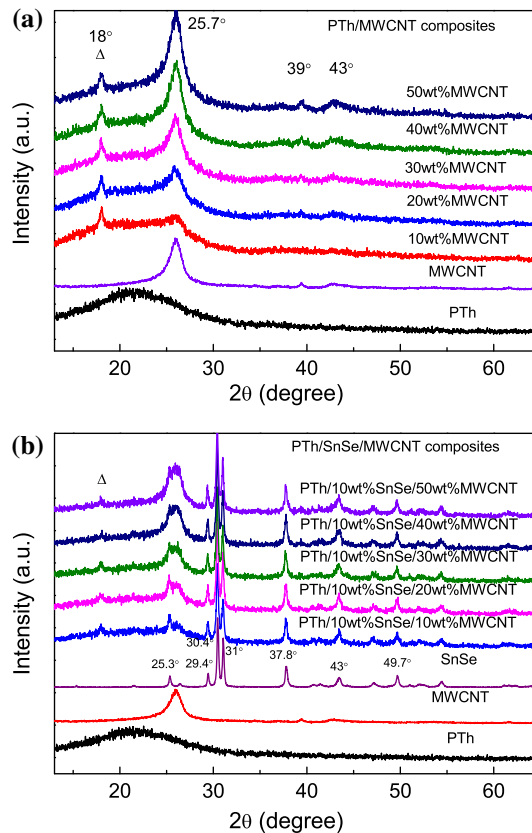 (a)
PTh/MWCNT composites
18°
Δ
25.7°
39°
43°
50wt%MWCNT
40wt%MWCNT
30wt%MWCNT
20wt%MWCNT
10wt%MWCNT
MWCNT
PTh
Intensity (a.u.)
20 30 40 50 60
2θ (degree)
(b)
PTh/SnSe/MWCNT composites
Δ
PTh/10wt%SnSe/50wt%MWCNT
PTh/10wt%SnSe/40wt%MWCNT
PTh/10wt%SnSe/30wt%MWCNT
PTh/10wt%SnSe/20wt%MWCNT
PTh/10wt%SnSe/10wt%MWCNT
30.4°
31°
SnSe
25.3°
29.4°
37.8°
43°
49.7°
MWCNT
PTh
Intensity (a.u.)
20 30 40 50 60
2θ (degree)